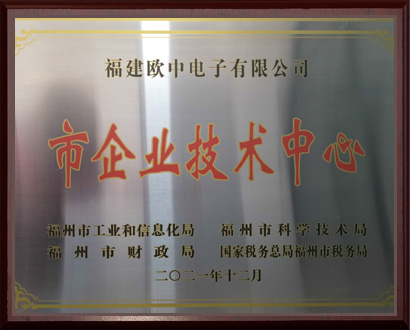 福建欧中电子有限公司
市企业技术中心
福州市工业和信息化局 福州市科学技术局
福州市财政局 国家税务总局福州市税务局
二〇二一年十二月